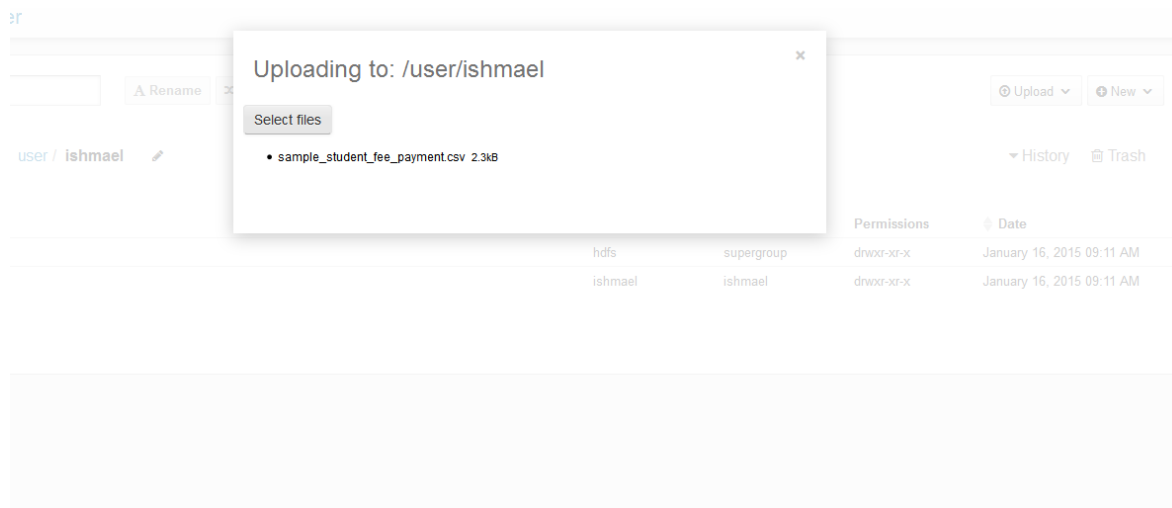 er
Uploading to: /user/ishmael ×
Rename
Upload New
Select files
user / ishmael
sample_student_fee_payment.csv 2.3kB
History Trash
Permissions Date
hdfs supergroup drwxr-xr-x January 16, 2015 09:11 AM
ishmael ishmael drwxr-xr-x January 16, 2015 09:11 AM